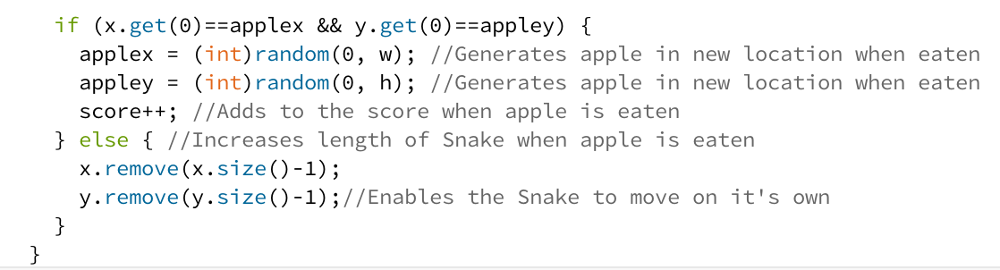 if (x.get(0)==applex && y.get(0)==appley) {
applex = (int)random(0, w); //Generates apple in new location when eaten
appley = (int)random(0, h); //Generates apple in new location when eaten
score++; //Adds to the score when apple is eaten
} else { //Increases length of Snake when apple is eaten
x.remove(x.size()-1);
y.remove(y.size()-1);//Enables the Snake to move on it's own
}
}